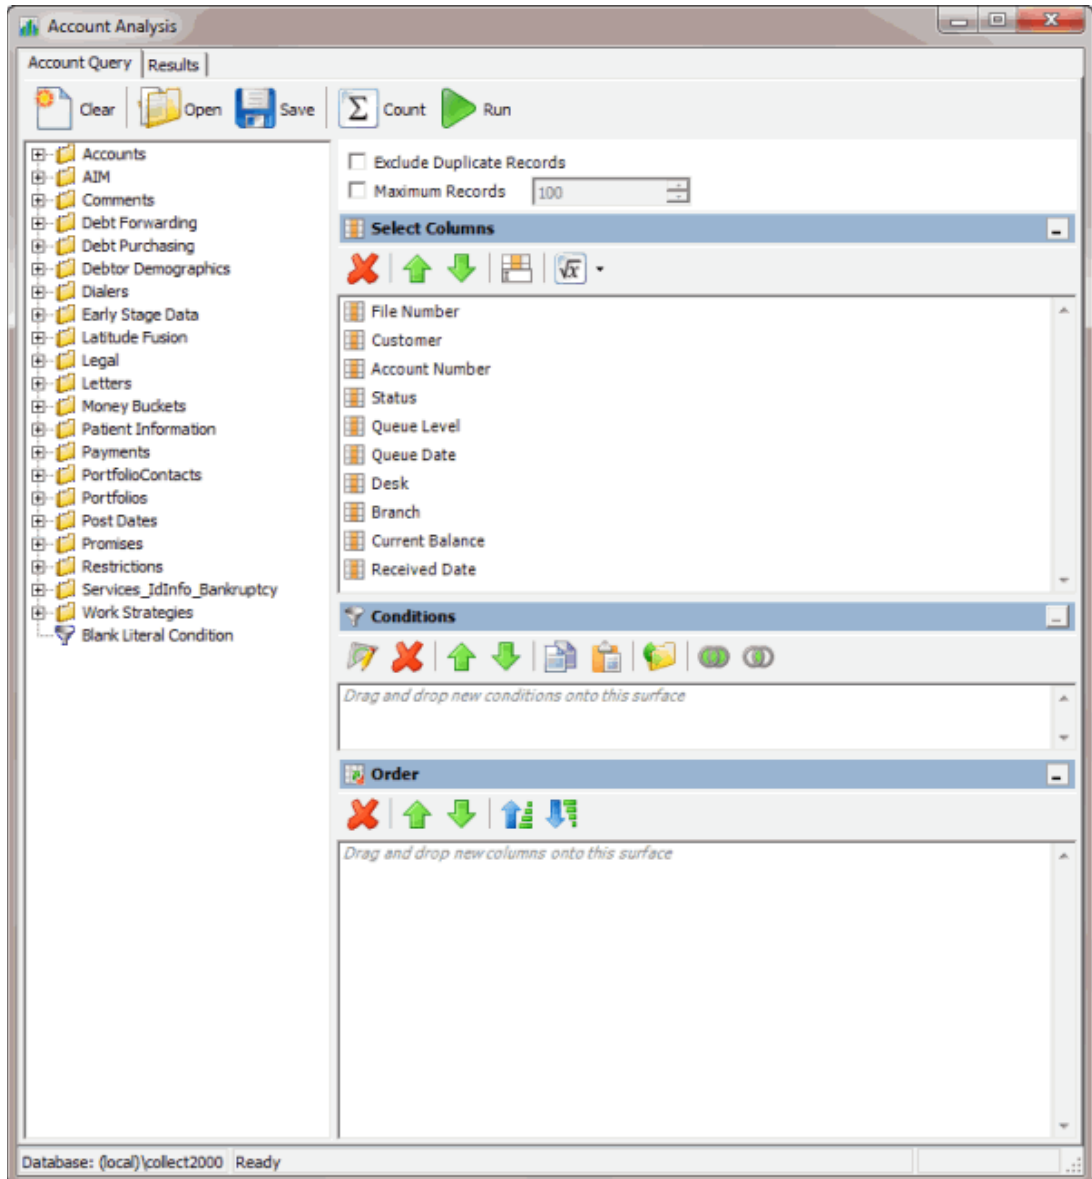 Account Analysis
Account Query
Results
Clear
Open
Save
Count
Run
Accounts
AIM
Comments
Debt Forwarding
Debt Purchasing
Debtor Demographics
Dialers
Early Stage Data
Latitude Fusion
Legal
Letters
Money Buckets
Patient Information
Payments
PortfolioContacts
Portfolios
Post Dates
Promises
Restrictions
Services_IdInfo_Bankruptcy
Work Strategies
Blank Literal Condition
Exclude Duplicate Records
Maximum Records 100
Select Columns
File Number
Customer
Account Number
Status
Queue Level
Queue Date
Desk
Branch
Current Balance
Received Date
Conditions
Drag and drop new conditions onto this surface
Order
Drag and drop new columns onto this surface
Database: (local)\collect2000 Ready